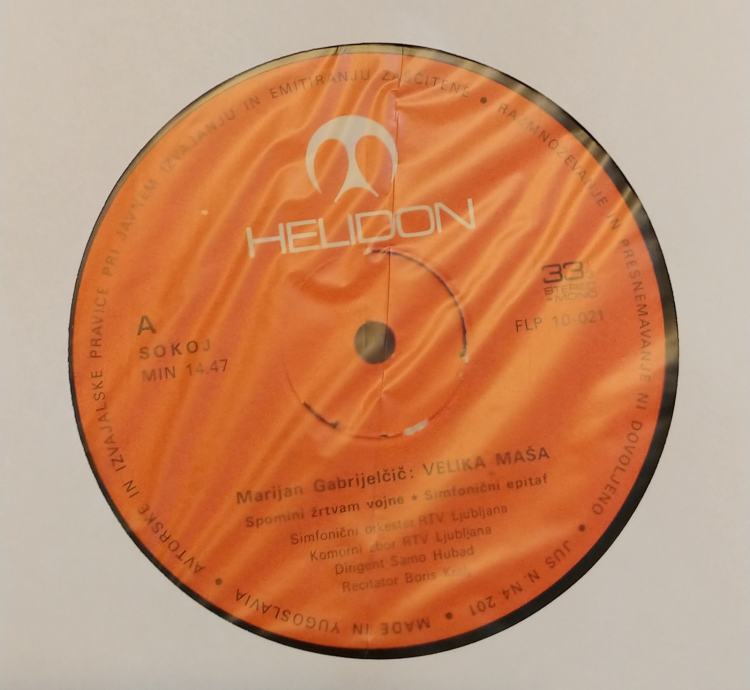 AVTORSKE IN IZVAJALSKE PRAVICE PRI JAVNEM IZVAJANJU IN EMITIRANJU ZAŠČITENE • RAZMNOŽEVANJE IN PRESNEMAVANJE NI DOVOLJENO • JUS N. N4 201 • MADE IN YUGOSLAVIA •
HELIDON
33
STEREO
MONO
FLP 10-021
A
SOKOJ
MIN 14.47
Marijan Gabrijelčič: VELIKA MAŠA
Spomini žrtvam vojne • Simfonični epitaf
Simfonični orkester RTV Ljubljana
Komorni zbor RTV Ljubljana
Dirigent Samo Hubad
Recitator Boris